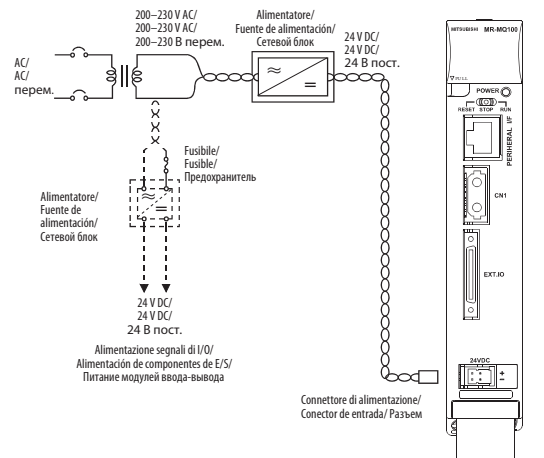 200–230 V AC/
200–230 V AC/
200–230 В перем.
Alimentatore/
Fuente de alimentación/
Сетевой блок
24 V DC/
24 V DC/
24 В пост.
AC/
AC/
перем.
Fusibile/
Fusible/
Предохранитель
Alimentatore/
Fuente de
alimentación/
Сетевой блок
24 V DC/
24 V DC/
24 В пост.
Alimentazione segnali di I/O/
Alimentación de componentes de E/S/
Питание модулей ввода-вывода
Connettore di alimentazione/
Conector de entrada/ Разъем
MITSUBISHI MR-MQ100
PULL
POWER
RESET STOP RUN
PERIHERAL I/F
CN1
EXT.IO
24VDC
+
–